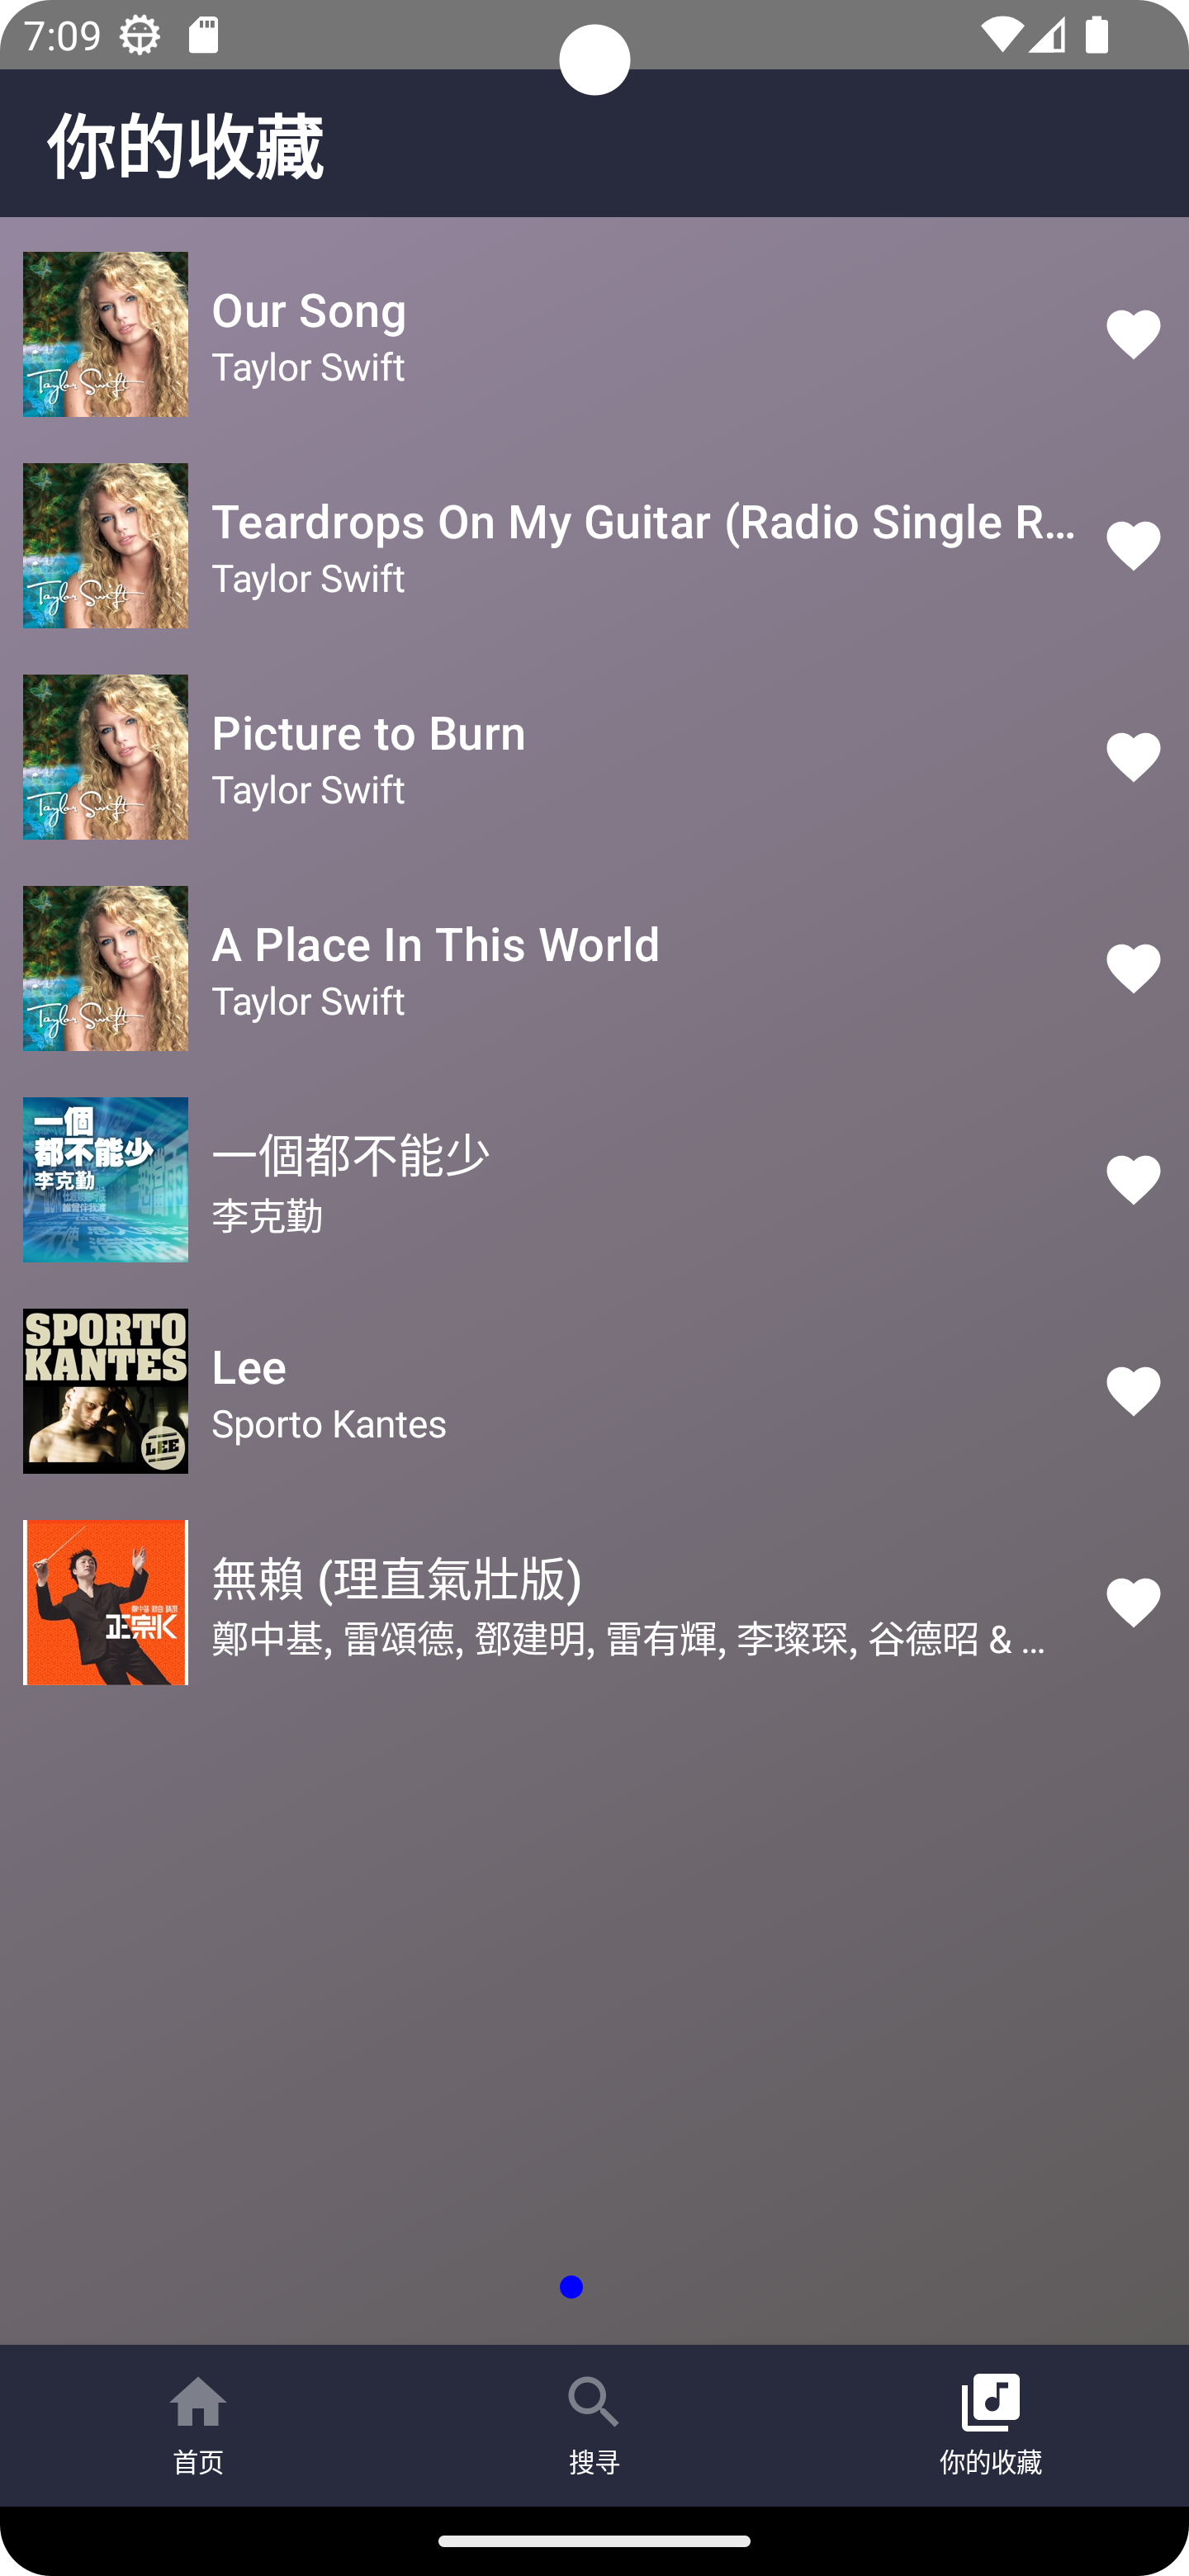 7:09
你的收藏
Taylor Swift
Our Song
Taylor Swift
Taylor Swift
Teardrops On My Guitar (Radio Single R...
Taylor Swift
Taylor Swift
Picture to Burn
Taylor Swift
Taylor Swift
A Place In This World
Taylor Swift
一個
都不能少
李克勤
一個都不能少
李克勤
SPORTO
KANTES
LEE
Lee
Sporto Kantes
正宗K
無賴 (理直氣壯版)
鄭中基, 雷頌德, 鄧建明, 雷有輝, 李璨琛, 谷德昭 & ...
首页
搜寻
你的收藏